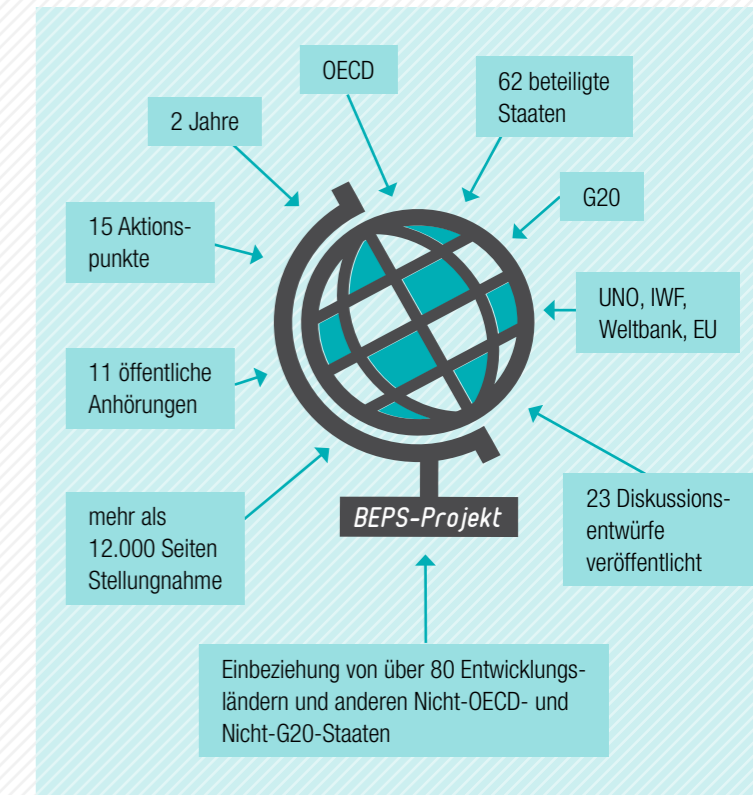 OECD
62 beteiligte
Staaten
2 Jahre
G20
15 Aktions-
punkte
UNO, IWF,
Weltbank, EU
11 öffentliche
Anhörungen
mehr als
12.000 Seiten
Stellungnahme
BEPS-Projekt
23 Diskussions-
entwürfe
veröffentlicht
Einbeziehung von über 80 Entwicklungs-
ländern und anderen Nicht-OECD- und
Nicht-G20-Staaten